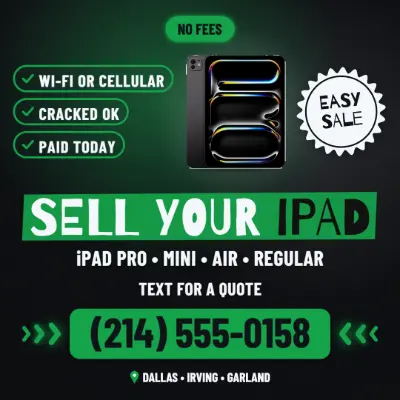 NO FEES
WI-FI OR CELLULAR
CRACKED OK
PAID TODAY
EASY
SALE
SELL YOUR IPAD
iPAD PRO • MINI • AIR • REGULAR
TEXT FOR A QUOTE
(214) 555-0158
DALLAS • IRVING • GARLAND